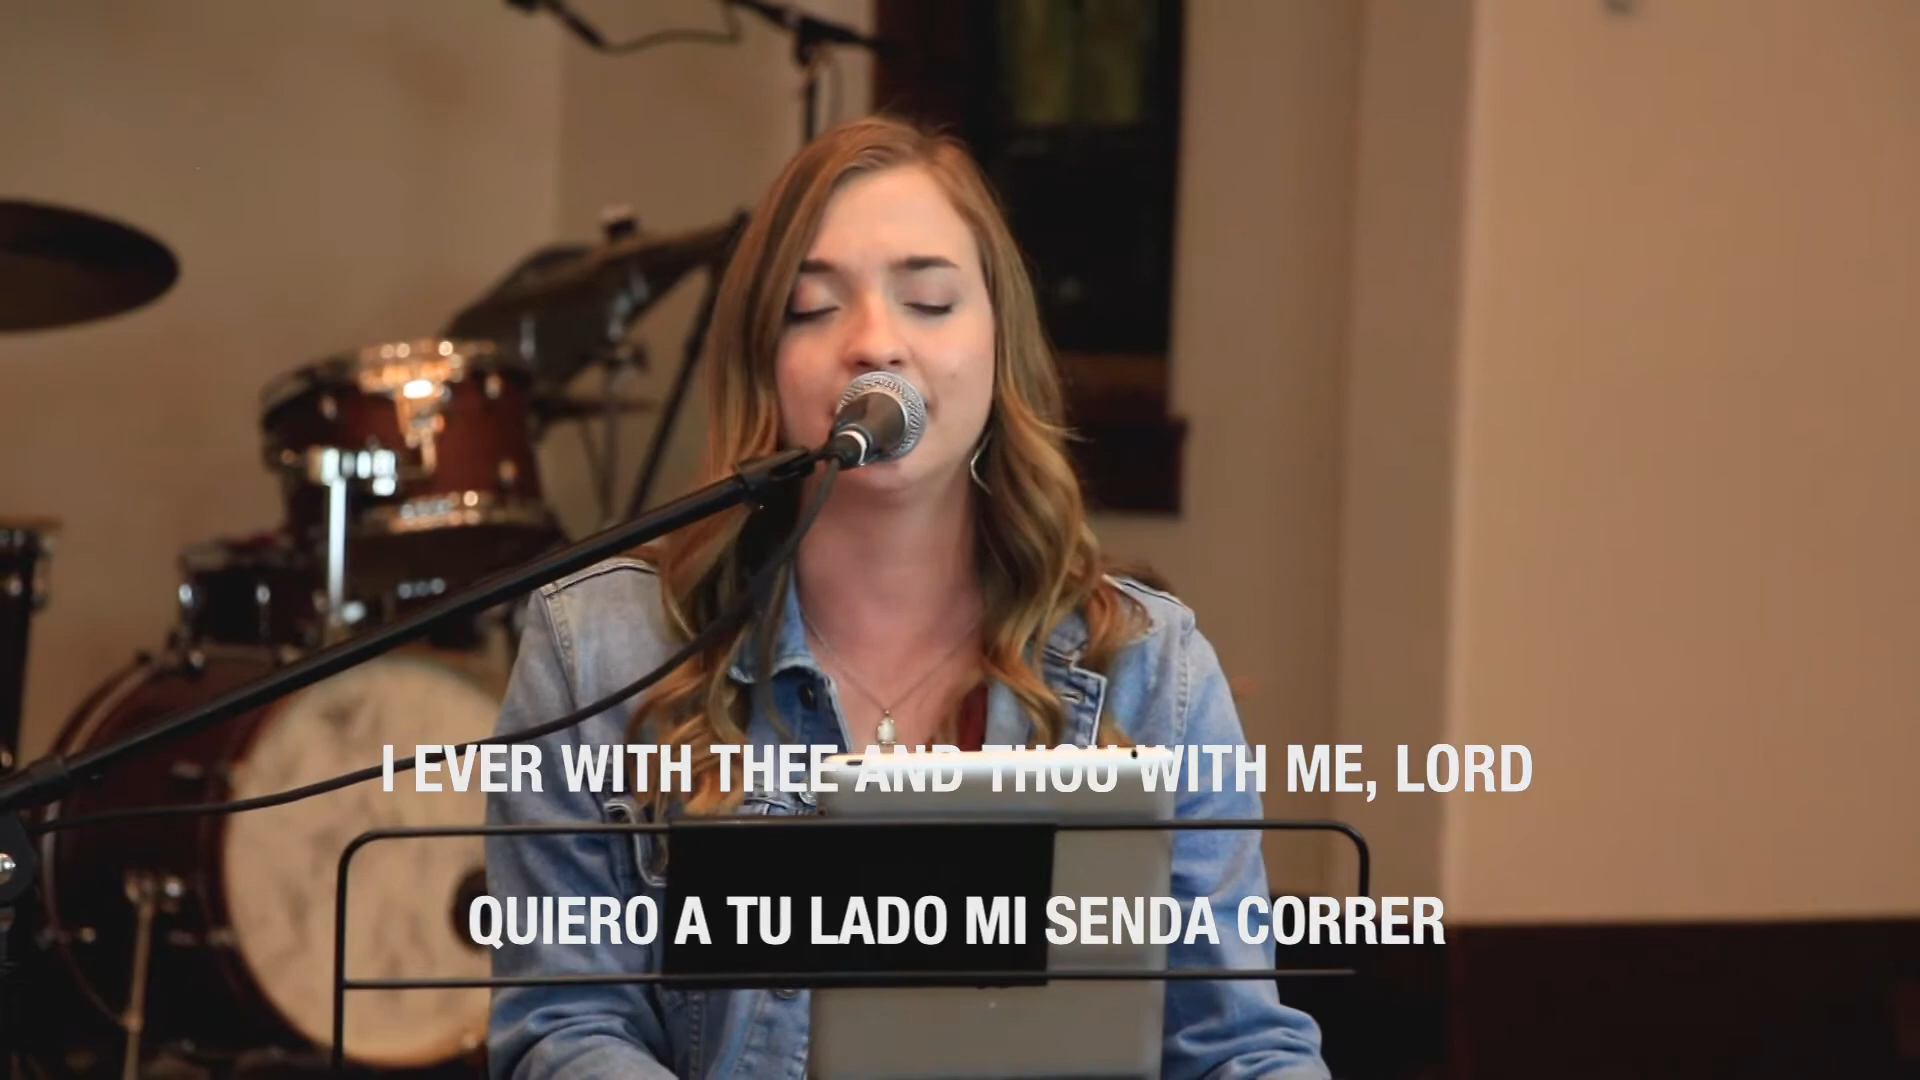 I EVER WITH THEE AND THOU WITH ME, LORD
QUIERO A TU LADO MI SENDA CORRER